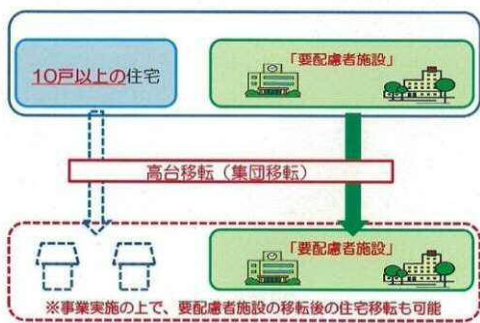 10戸以上の住宅
「要配慮者施設」
高台移転（集団移転）
「要配慮者施設」
※事業実施の上で、要配慮者施設の移転後の住宅移転も可能